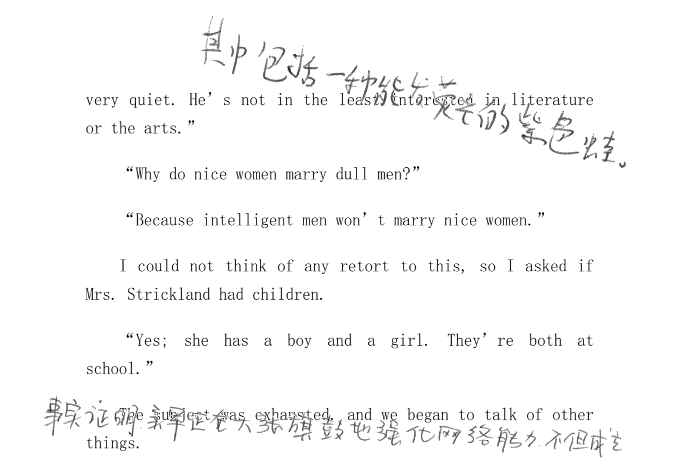 其中包括一种能发荧光的紫色蛙。
very quiet. He's not in the least interested in literature
or the arts.”
“Why do nice women marry dull men?”
“Because intelligent men won't marry nice women.”
I could not think of any retort to this, so I asked if
Mrs. Strickland had children.
“Yes; she has a boy and a girl. They're both at
school.”
The subject was exhausted, and we began to talk of other
事实证明 正在大张旗鼓地强化网络能力 不但成
things.